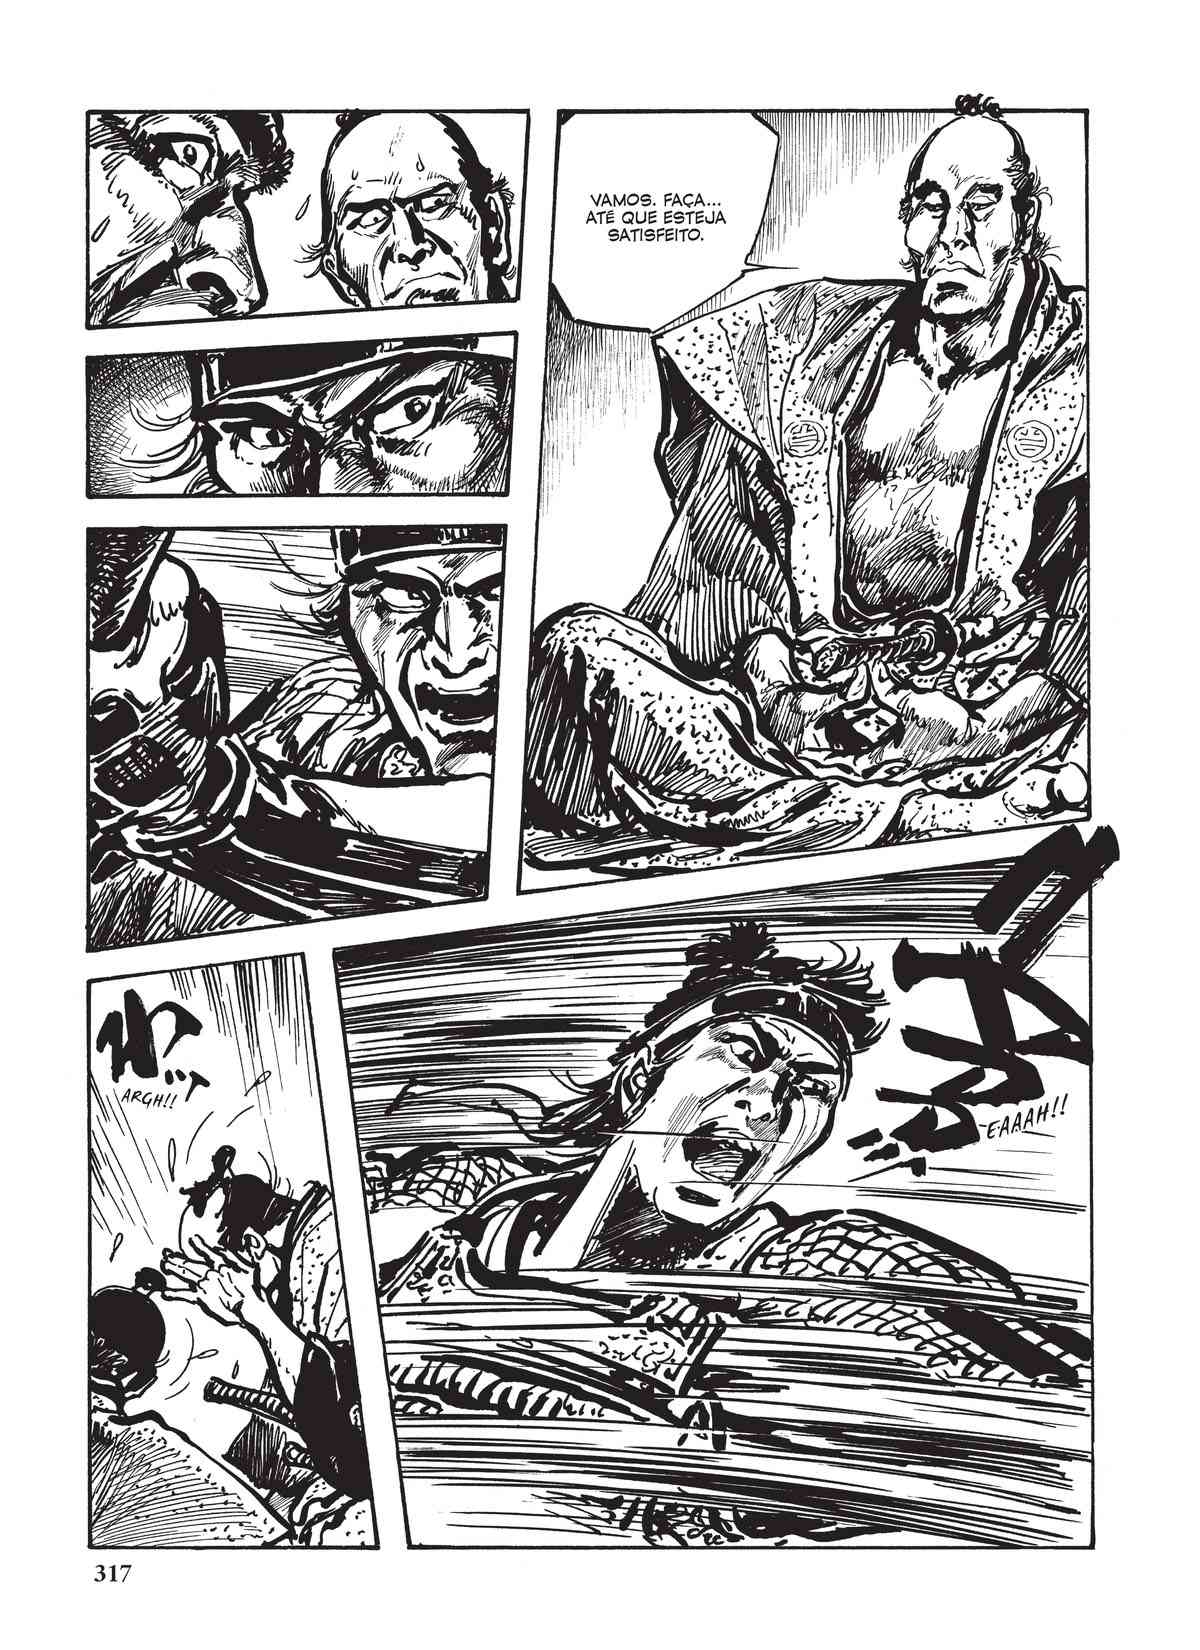 VAMOS. FAÇA...
ATÉ QUE ESTEJA
SATISFEITO.
EAAAH!!
ARGH!!
317